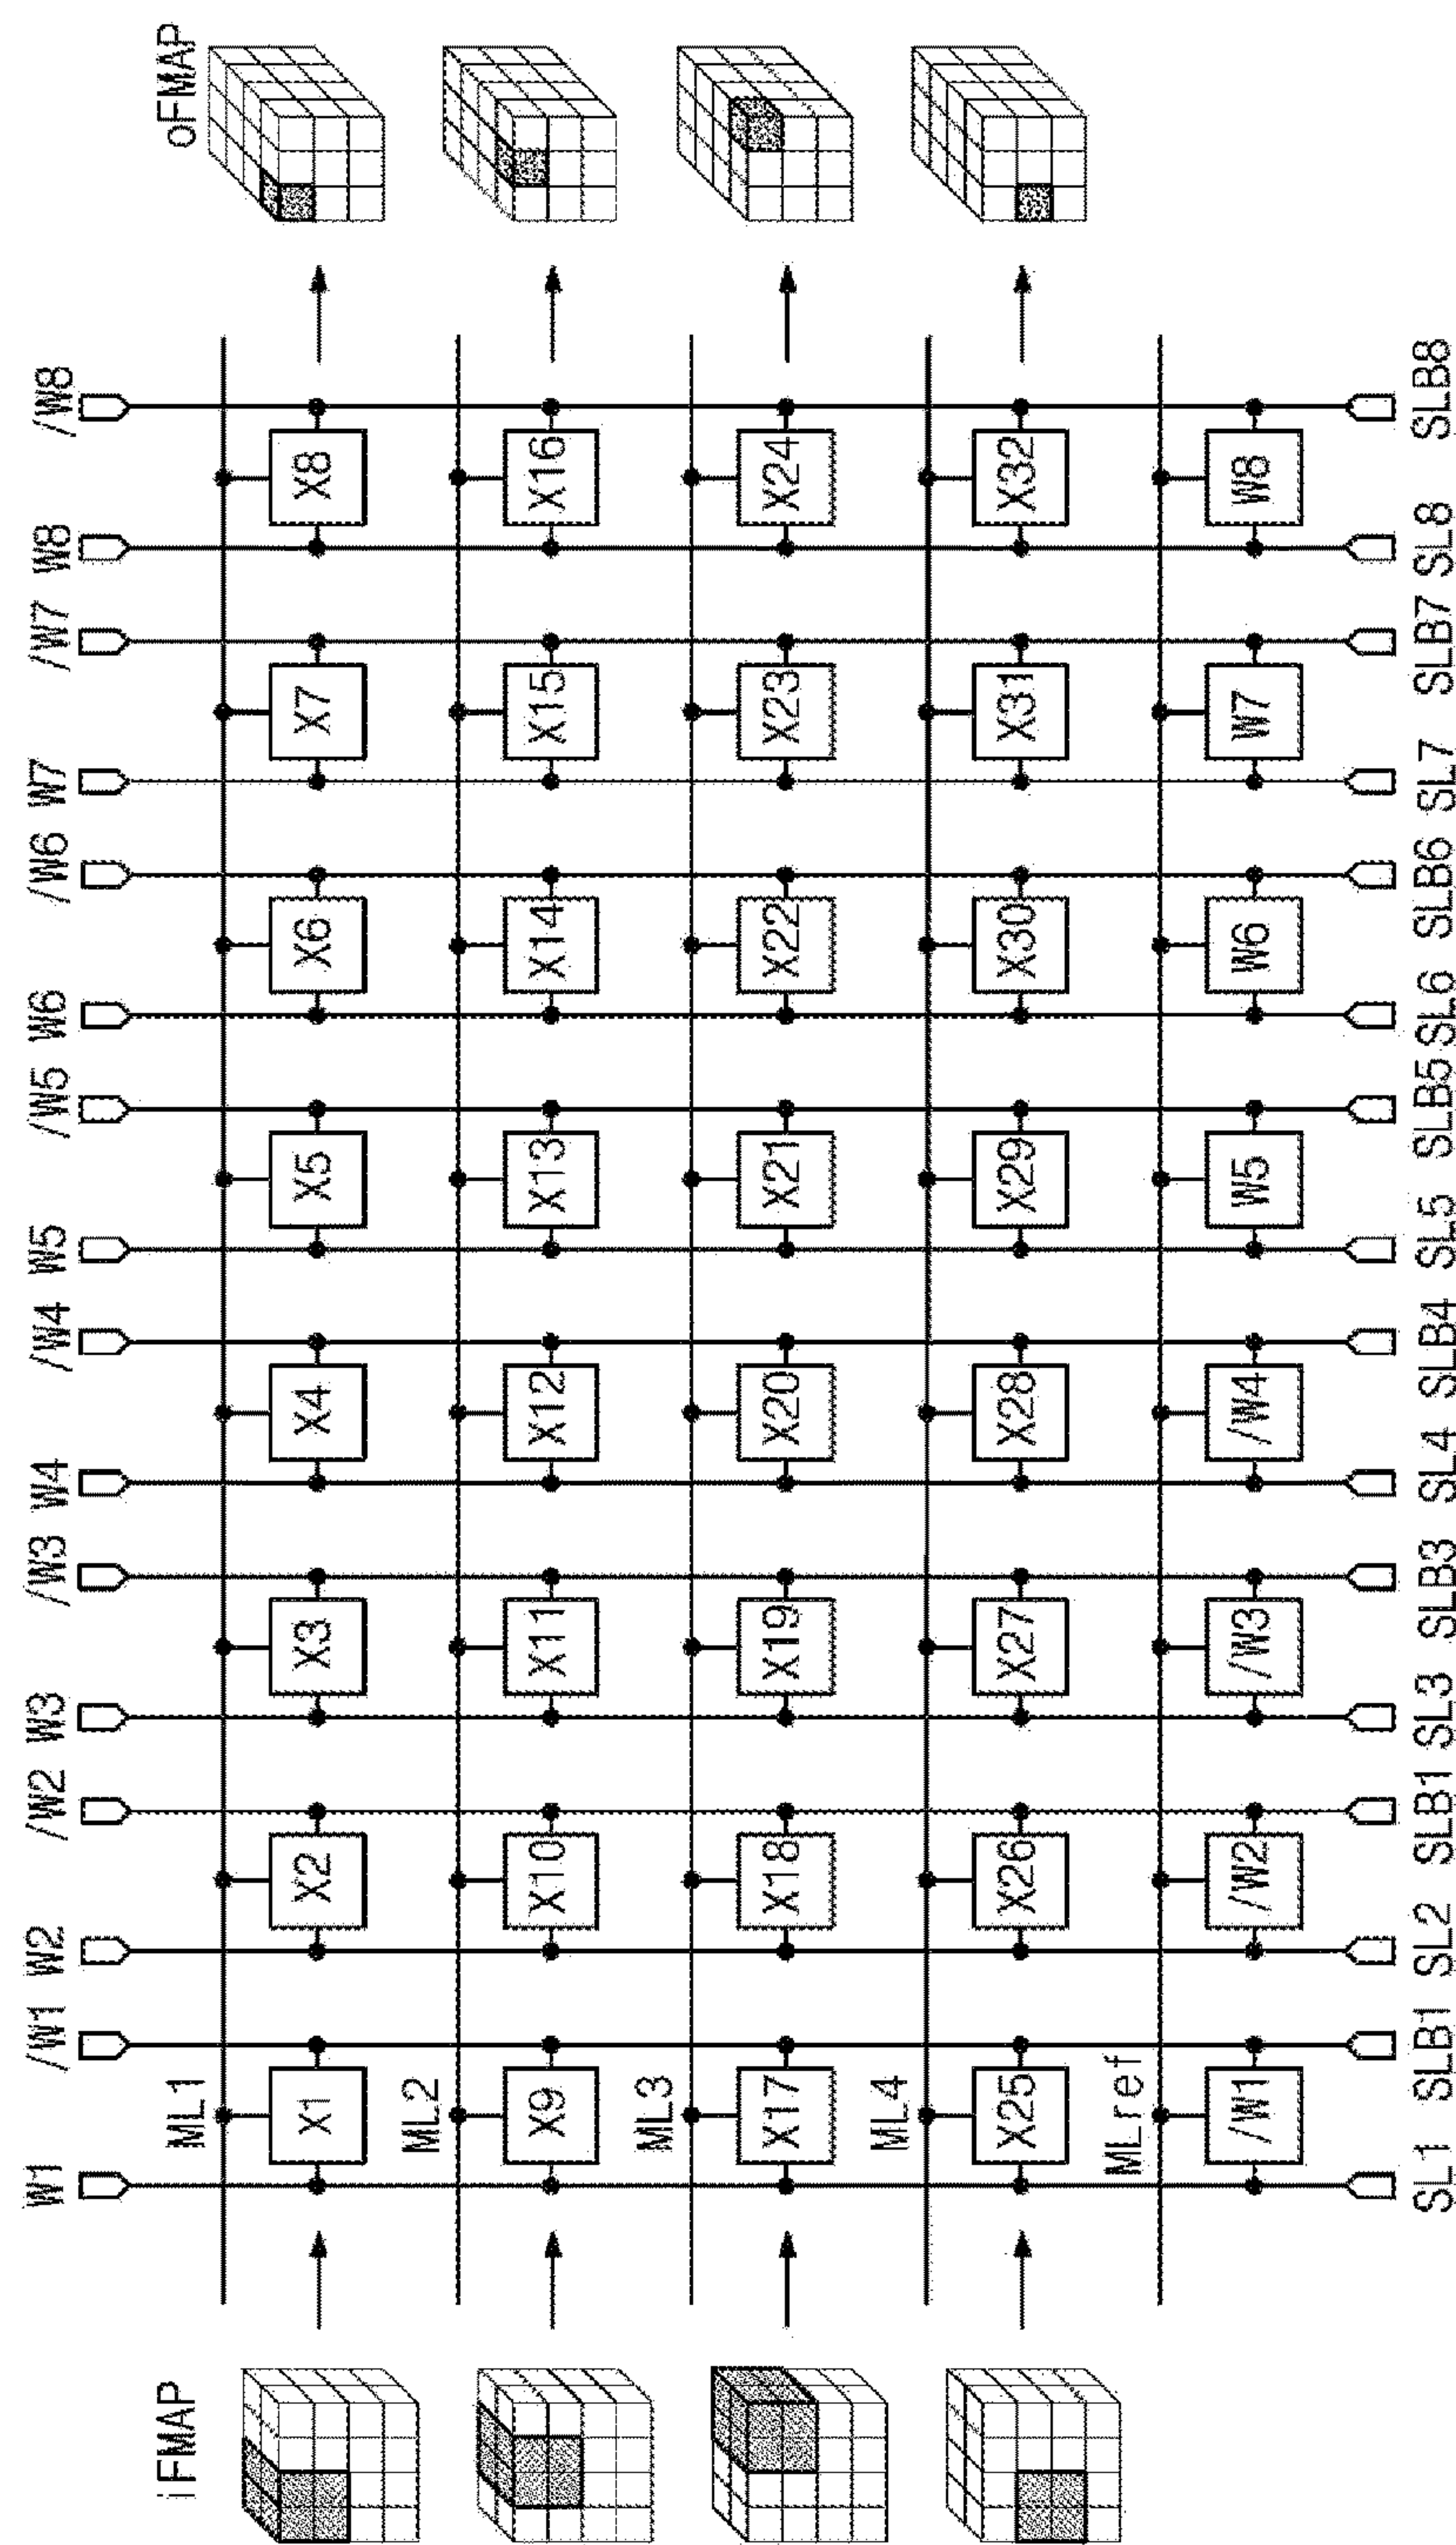 iFMAP oFMAP
W1 /W1 W2 /W2 W3 /W3 W4 /W4 W5 /W5 W6 /W6 W7 /W7 W8 /W8
ML1
X1 X2 X3 X4 X5 X6 X7 X8
ML2
X9 X10 X11 X12 X13 X14 X15 X16
ML3
X17 X18 X19 X20 X21 X22 X23 X24
ML4
X25 X26 X27 X28 X29 X30 X31 X32
MLref
/W1 /W2 /W3 /W4 W5 W6 W7 W8
SL1 SLB1 SL2 SLB1 SL3 SLB3 SL4 SLB4 SL5 SLB5 SL6 SLB6 SL7 SLB7 SL8 SLB8